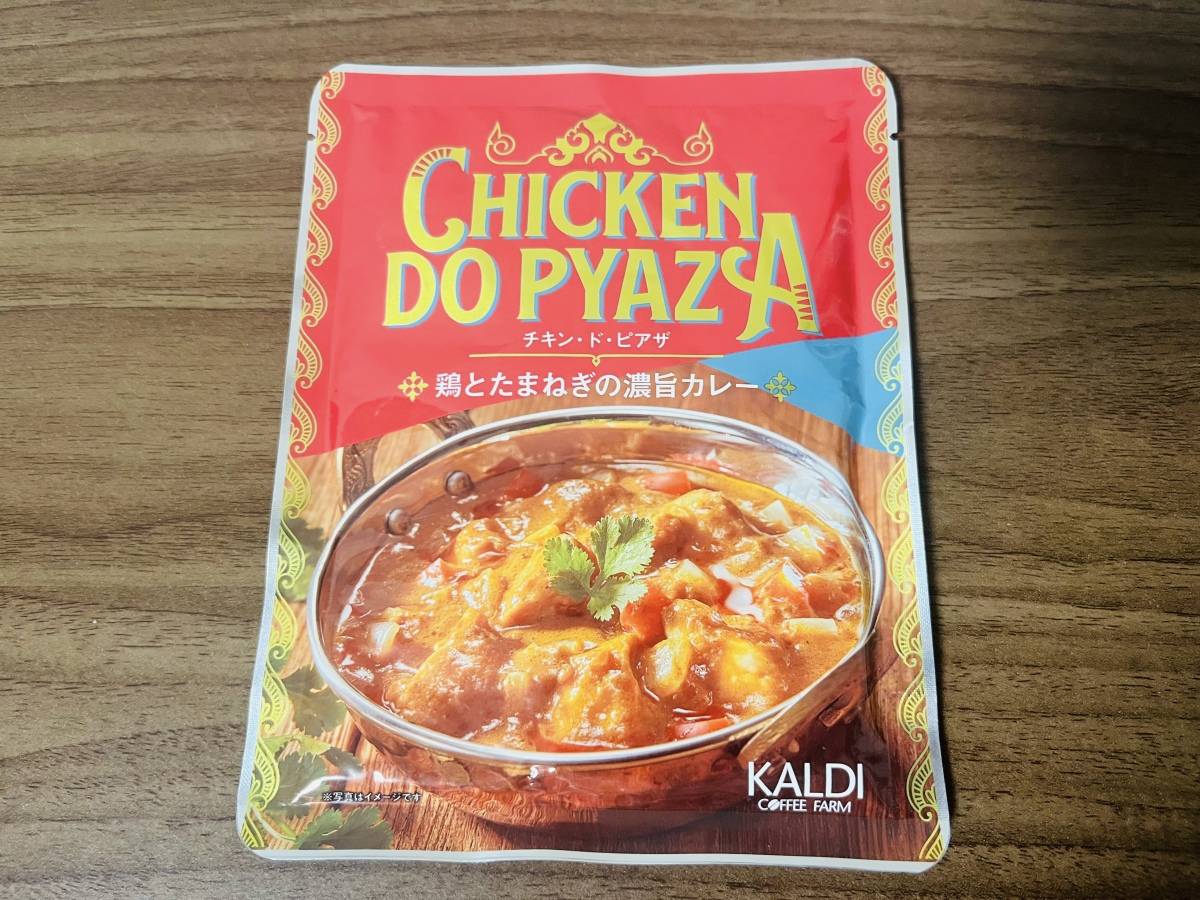 CHICKEN
DO PYAZA
チキン・ド・ピアザ
鶏とたまねぎの濃旨カレー
KALDI
COFFEE FARM
※写真はイメージです